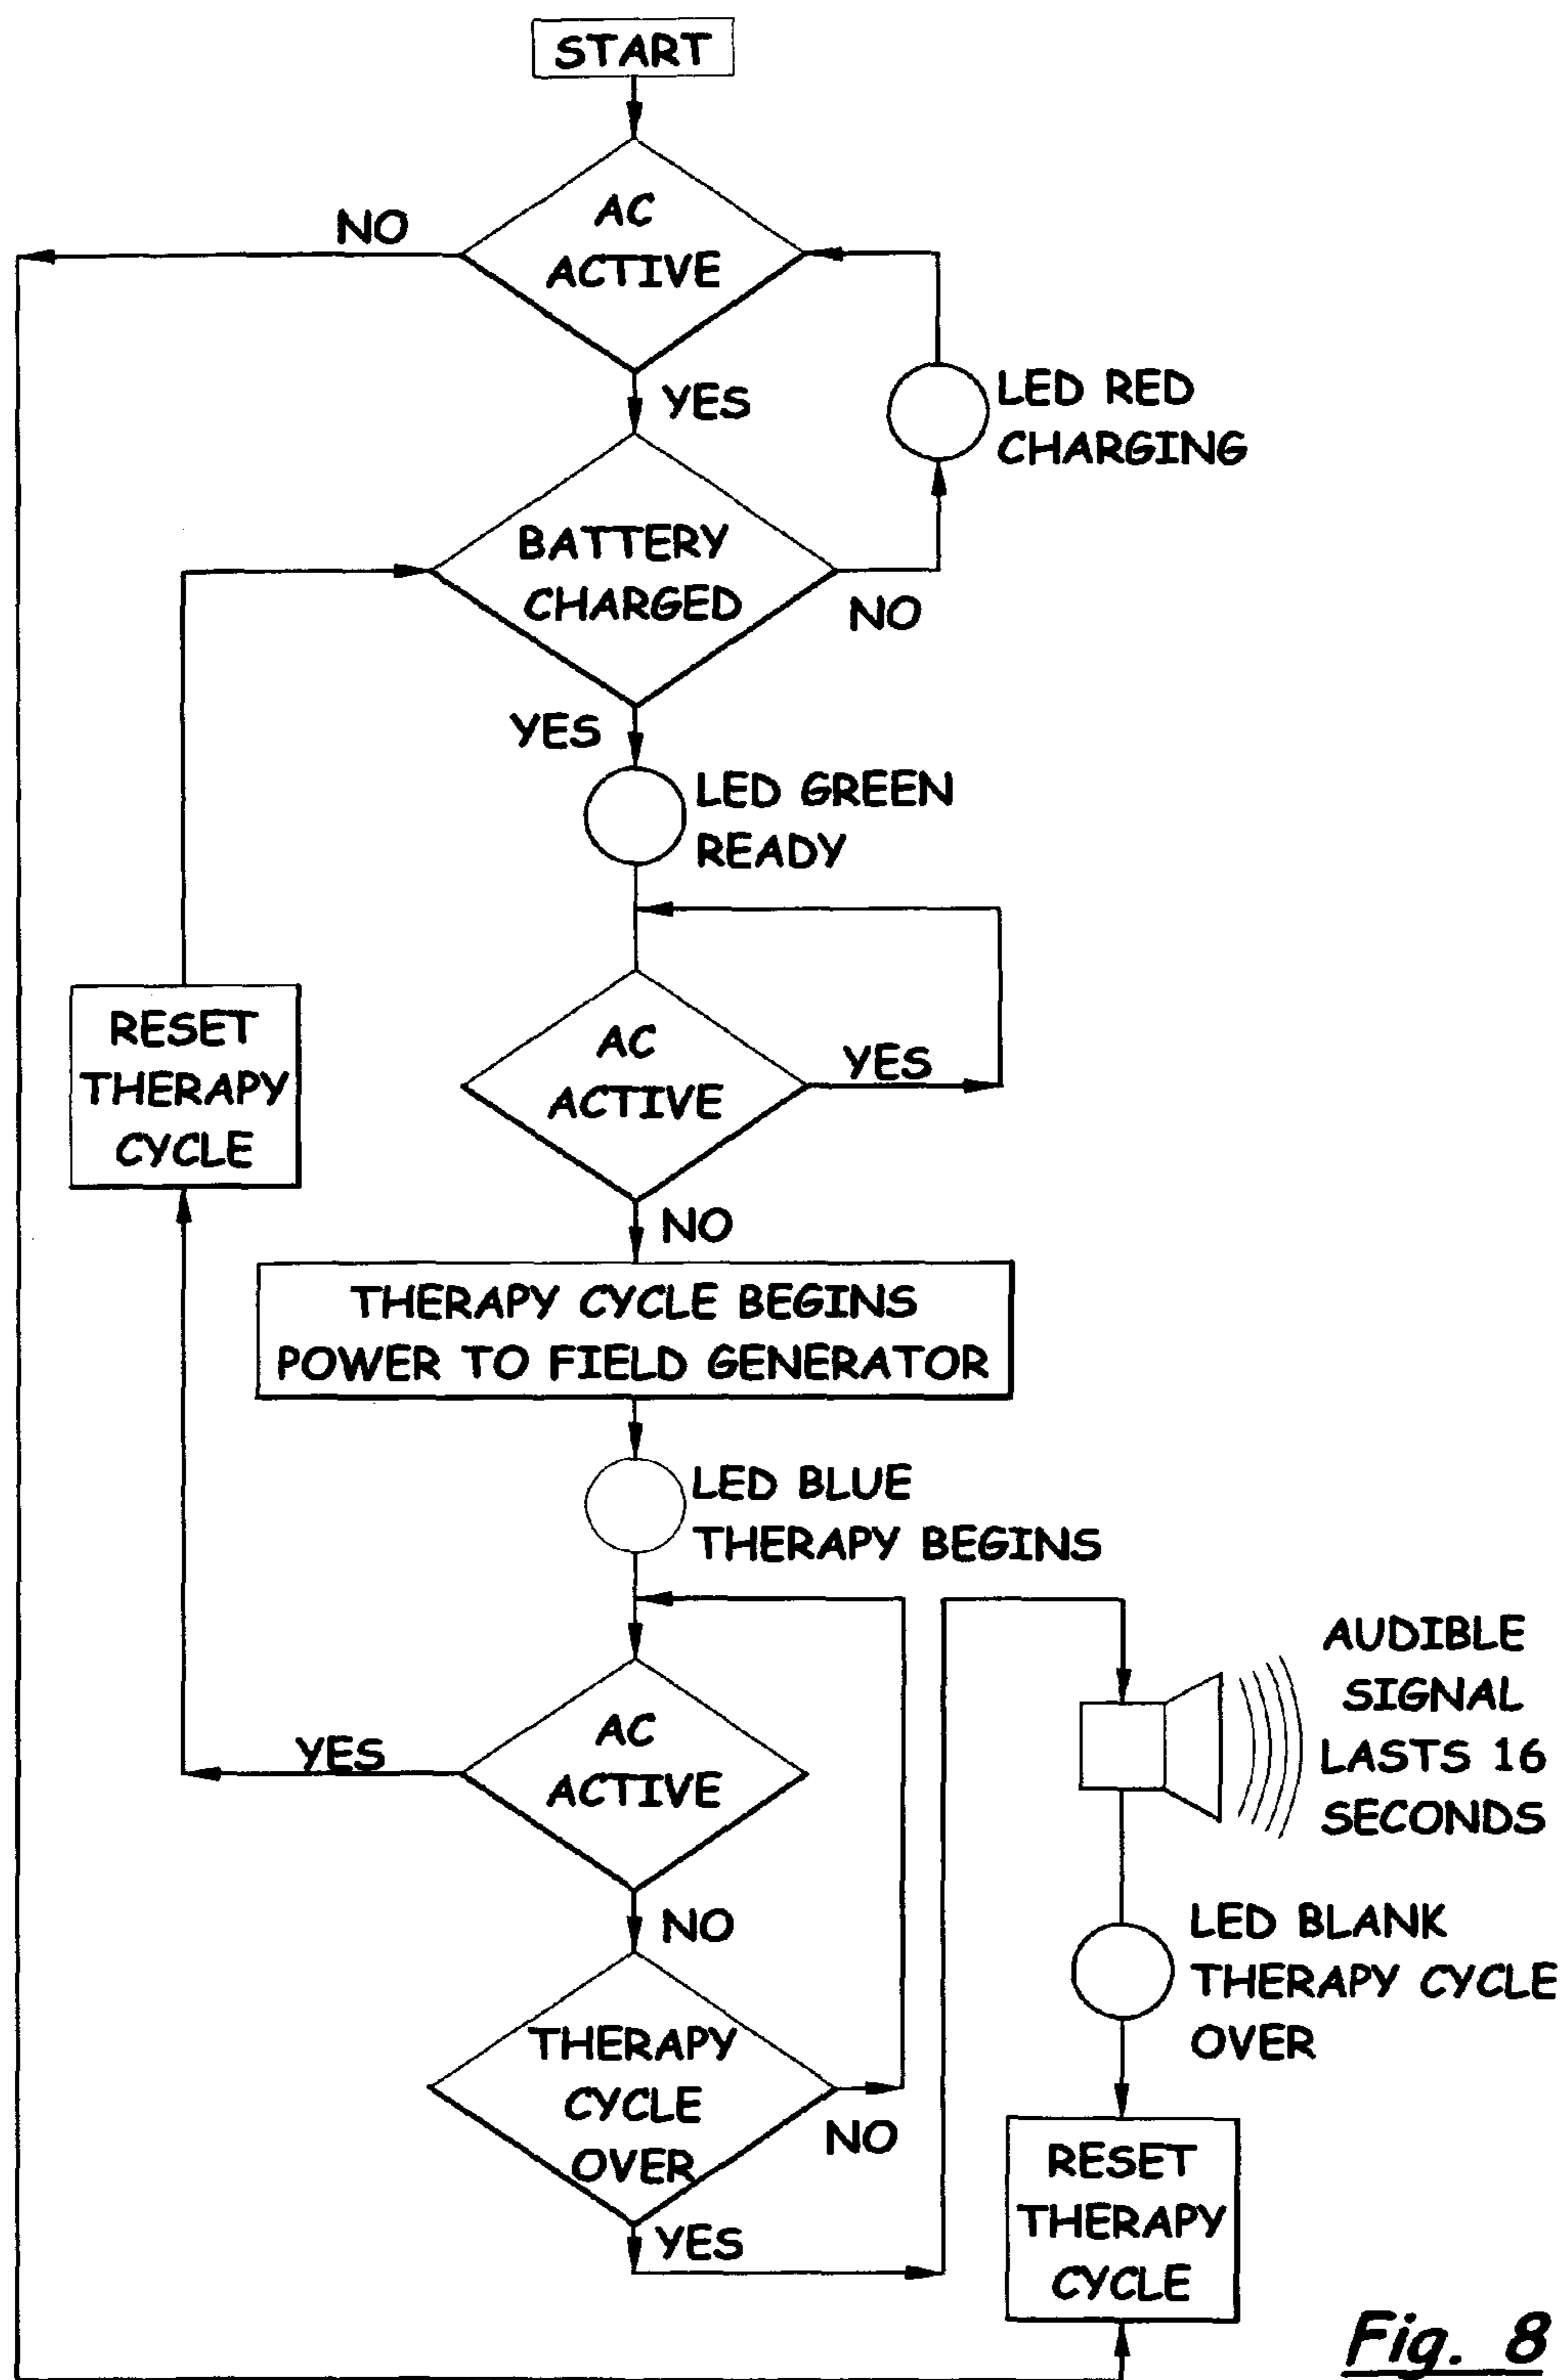 START
AC
ACTIVE
NO
YES
LED RED
CHARGING
BATTERY
CHARGED
NO
YES
LED GREEN
READY
AC
ACTIVE
YES
NO
RESET
THERAPY
CYCLE
THERAPY CYCLE BEGINS
POWER TO FIELD GENERATOR
LED BLUE
THERAPY BEGINS
AC
ACTIVE
YES
NO
THERAPY
CYCLE
OVER
NO
YES
AUDIBLE
SIGNAL
LASTS 16
SECONDS
LED BLANK
THERAPY CYCLE
OVER
RESET
THERAPY
CYCLE
Fig. 8